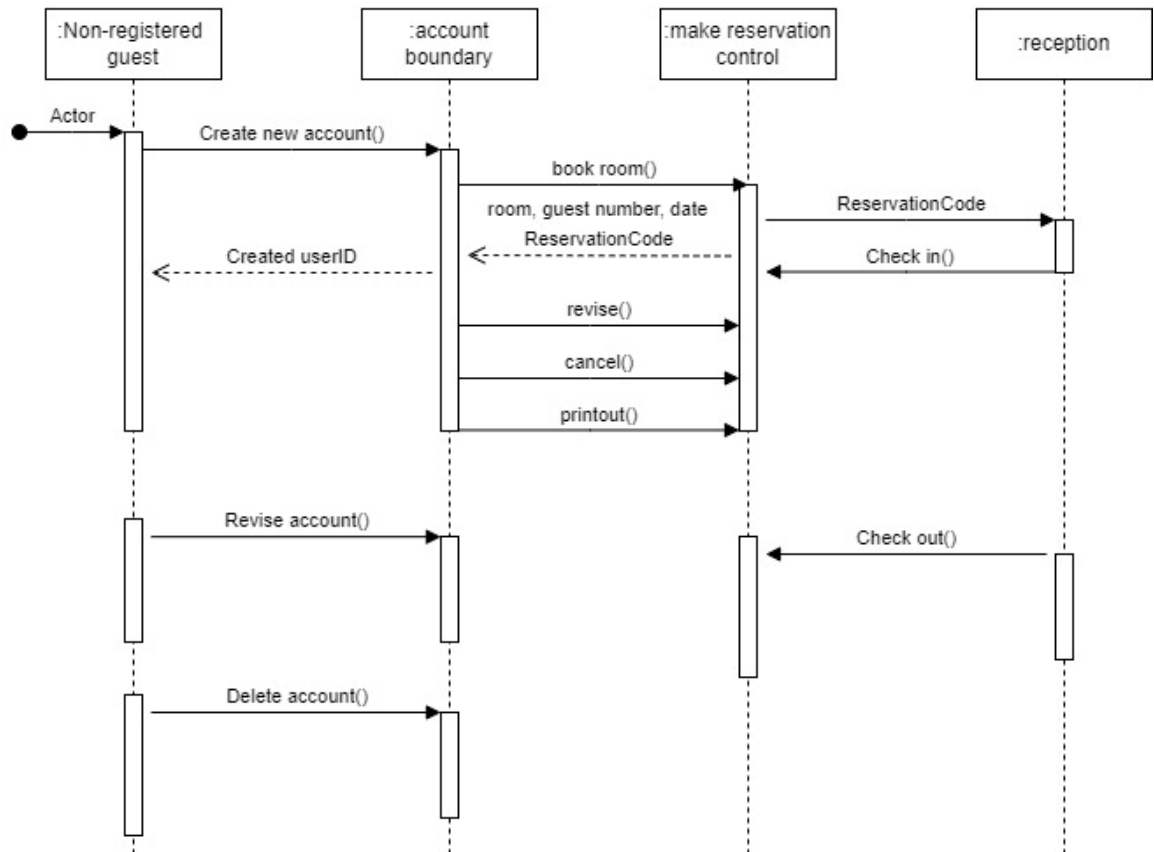 :Non-registered
guest
:account
boundary
:make reservation
control
:reception
Actor
Create new account()
book room()
room, guest number, date
ReservationCode
ReservationCode
Created userID
Check in()
revise()
cancel()
printout()
Revise account()
Check out()
Delete account()